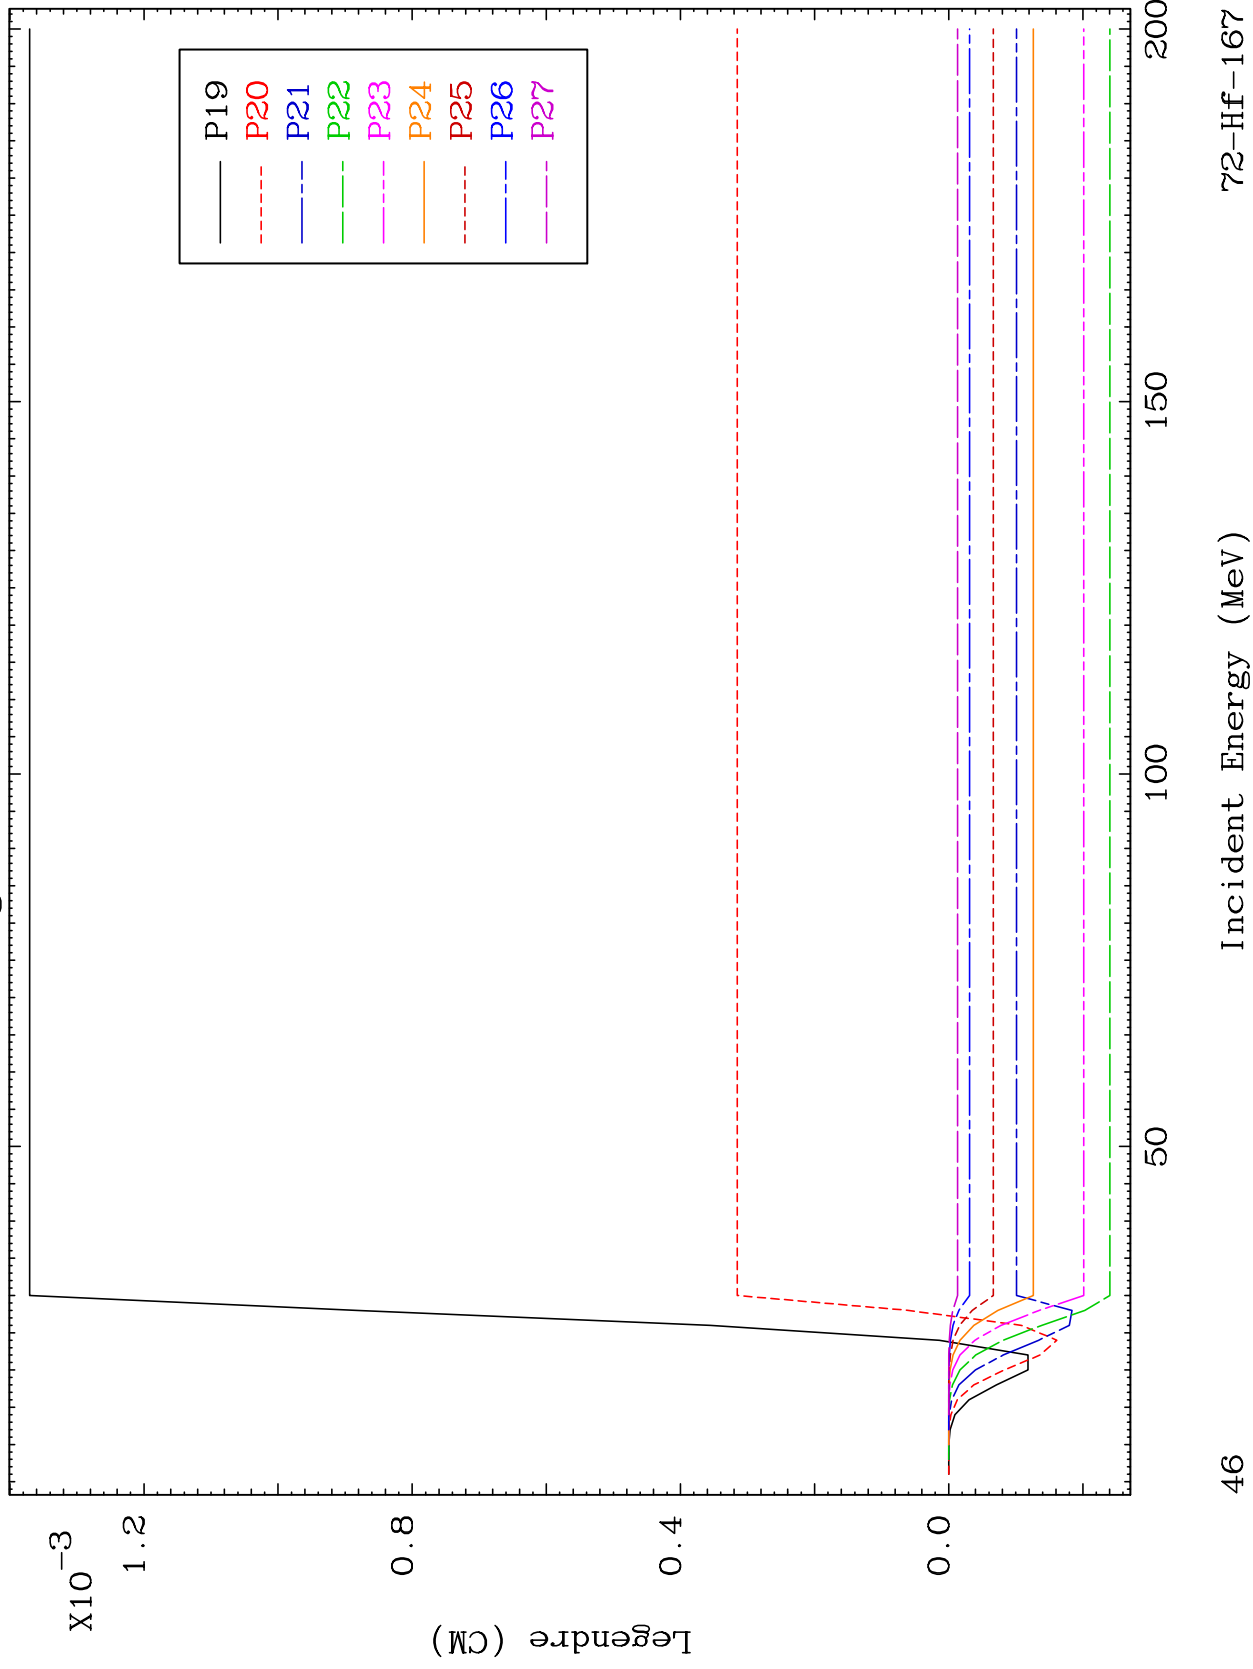 X10-3
1.2
0.8
0.4
0.0
Legendre (CM)
P19
P20
P21
P22
P23
P24
P25
P26
P27
50
100
150
200
46
Incident Energy (MeV)
72-Hf-167